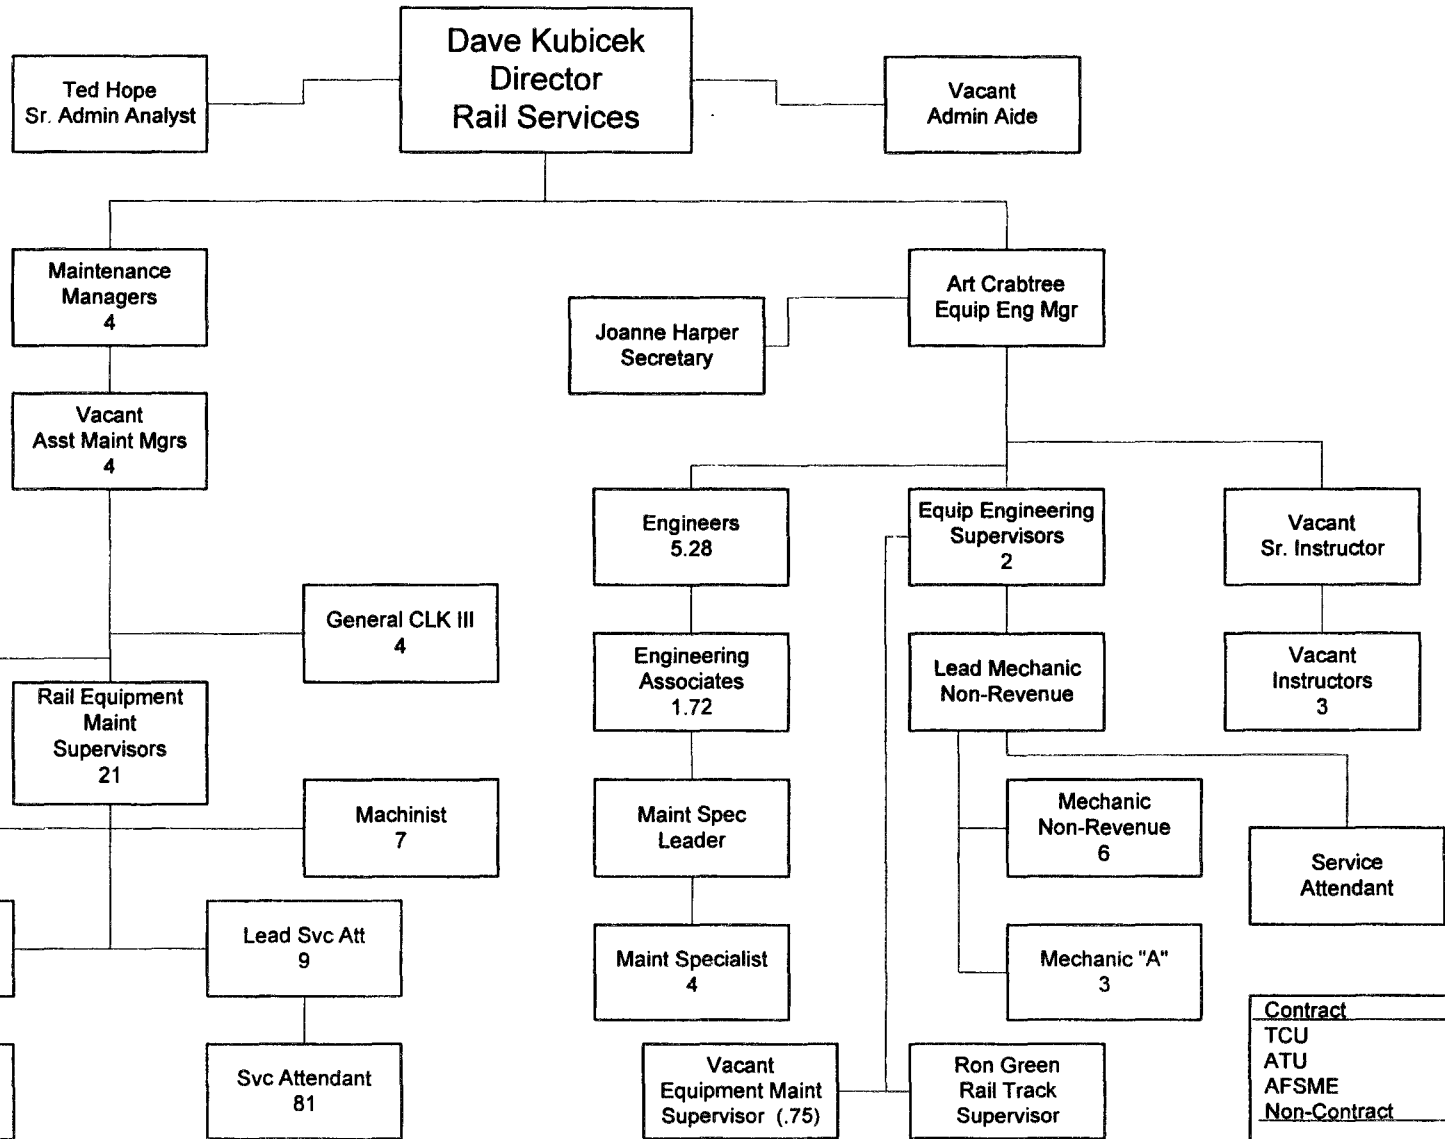 Dave Kubicek
Director
Rail Services
Ted Hope
Sr. Admin Analyst
Vacant
Admin Aide
Maintenance
Managers
4
Art Crabtree
Equip Eng Mgr
Joanne Harper
Secretary
Vacant
Asst Maint Mgrs
4
Engineers
5.28
Equip Engineering
Supervisors
2
Vacant
Sr. Instructor
General CLK III
4
Engineering
Associates
1.72
Lead Mechanic
Non-Revenue
Vacant
Instructors
3
Rail Equipment
Maint
Supervisors
21
Machinist
7
Maint Spec
Leader
Mechanic
Non-Revenue
6
Service
Attendant
Lead Svc Att
9
Maint Specialist
4
Mechanic "A"
3
Svc Attendant
81
Vacant
Equipment Maint
Supervisor (.75)
Ron Green
Rail Track
Supervisor
Contract
TCU
ATU
AFSME
Non-Contract